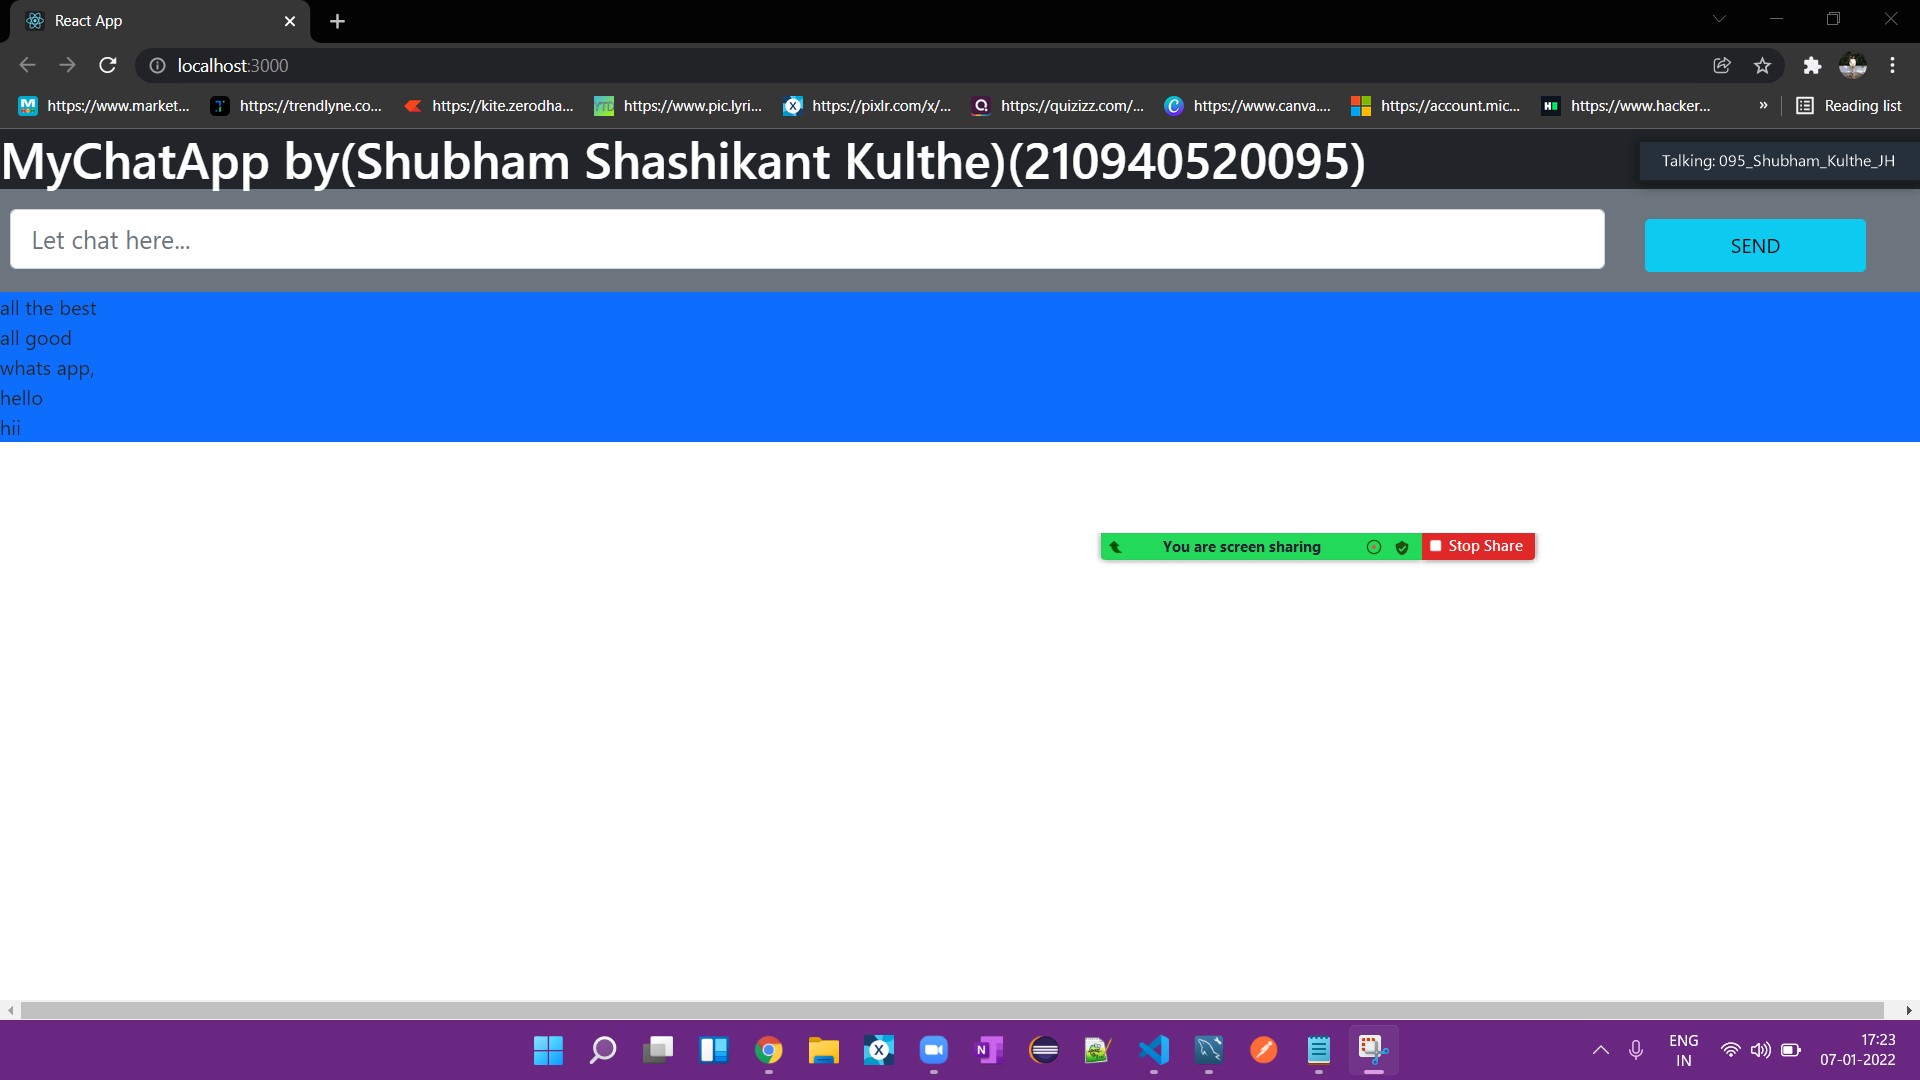 React App
localhost:3000
https://www.market... https://trendlyne.co... https://kite.zerodha... https://www.pic.lyri... https://pixlr.com/x/... https://quizizz.com/... https://www.canva.... https://account.mic... https://www.hacker... » Reading list
MyChatApp by(Shubham Shashikant Kulthe)(210940520095)
Talking: 095_Shubham_Kulthe_JH
Let chat here...
SEND
all the best
all good
whats app,
hello
hii
You are screen sharing
Stop Share
ENG
IN
17:23
07-01-2022